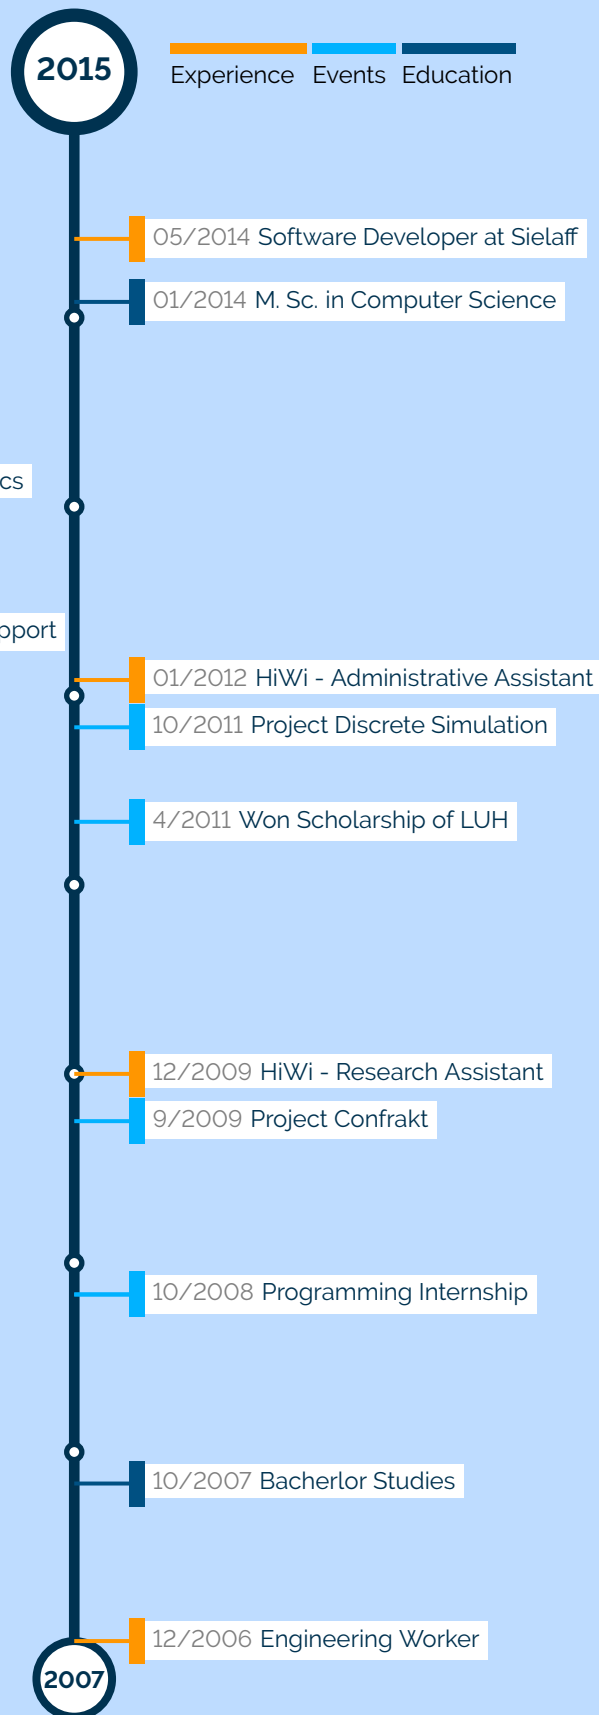 2015
Experience Events Education
05/2014 Software Developer at Sielaff
01/2014 M. Sc. in Computer Science
cs
pport
01/2012 HiWi - Administrative Assistant
10/2011 Project Discrete Simulation
4/2011 Won Scholarship of LUH
12/2009 HiWi - Research Assistant
9/2009 Project Confrakt
10/2008 Programming Internship
10/2007 Bacherlor Studies
12/2006 Engineering Worker
2007